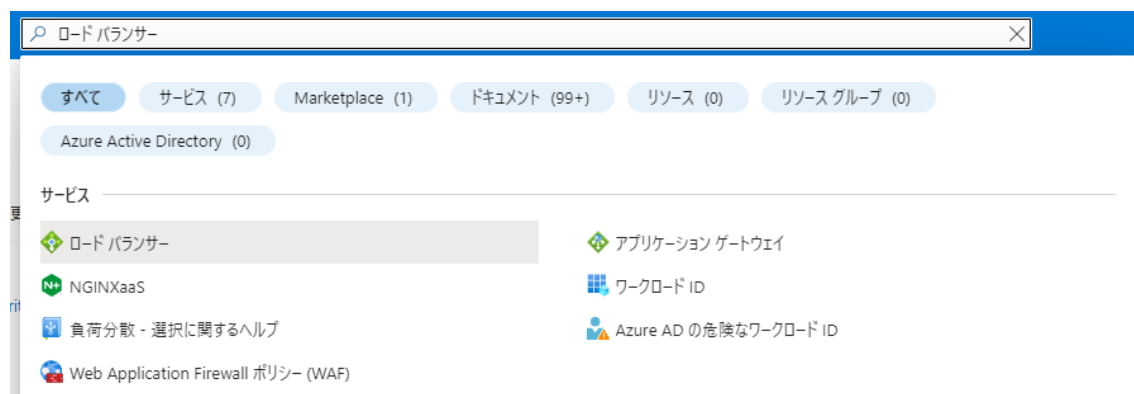 ロード バランサー
すべて サービス (7) Marketplace (1) ドキュメント (99+) リソース (0) リソース グループ (0)
Azure Active Directory (0)
サービス
ロード バランサー アプリケーション ゲートウェイ
NGINXaaS ワークロード ID
負荷分散 - 選択に関するヘルプ Azure AD の危険なワークロード ID
Web Application Firewall ポリシー (WAF)